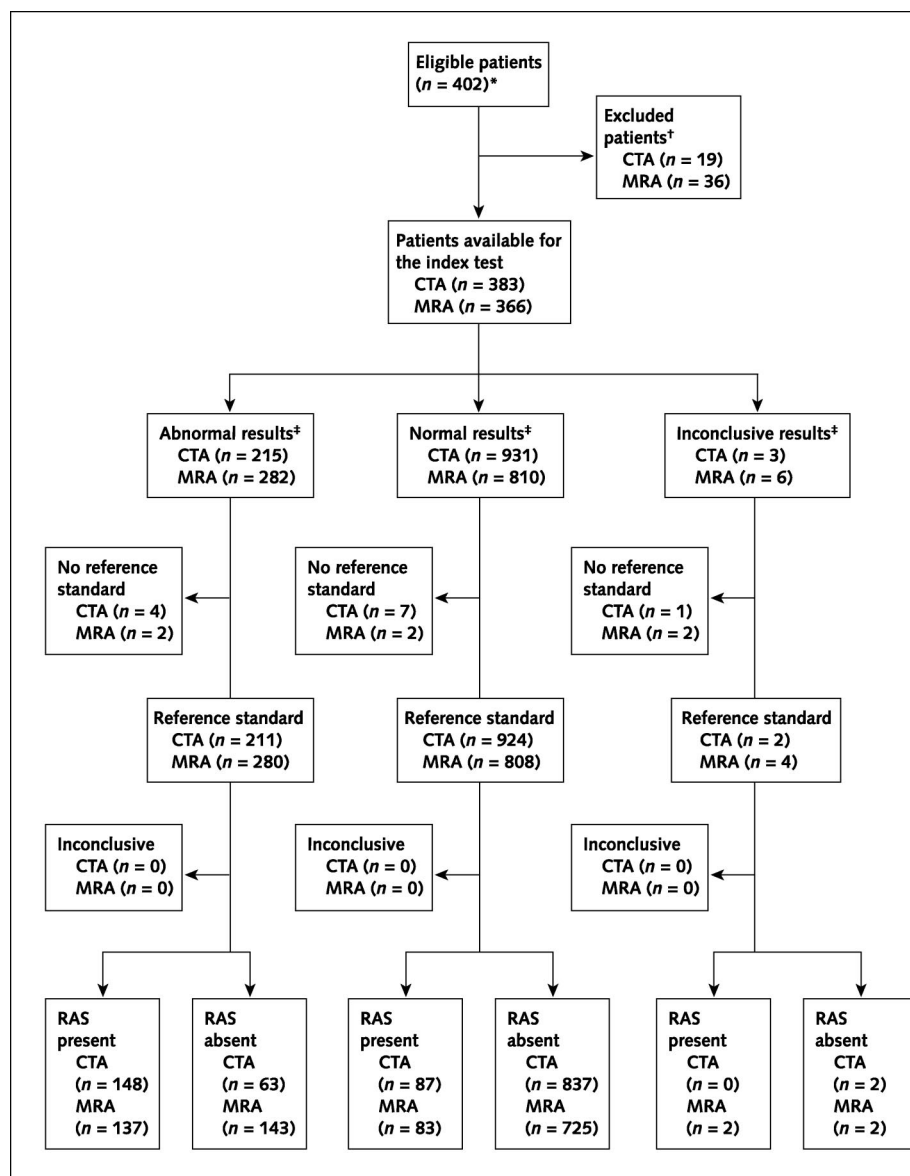 Eligible patients
(n = 402)*
Excluded
patients†
CTA (n = 19)
MRA (n = 36)
Patients available for
the index test
CTA (n = 383)
MRA (n = 366)
Abnormal results‡
CTA (n = 215)
MRA (n = 282)
Normal results‡
CTA (n = 931)
MRA (n = 810)
Inconclusive results‡
CTA (n = 3)
MRA (n = 6)
No reference
standard
CTA (n = 4)
MRA (n = 2)
No reference
standard
CTA (n = 7)
MRA (n = 2)
No reference
standard
CTA (n = 1)
MRA (n = 2)
Reference standard
CTA (n = 211)
MRA (n = 280)
Reference standard
CTA (n = 924)
MRA (n = 808)
Reference standard
CTA (n = 2)
MRA (n = 4)
Inconclusive
CTA (n = 0)
MRA (n = 0)
Inconclusive
CTA (n = 0)
MRA (n = 0)
Inconclusive
CTA (n = 0)
MRA (n = 0)
RAS
present
CTA
(n = 148)
MRA
(n = 137)
RAS
absent
CTA
(n = 63)
MRA
(n = 143)
RAS
present
CTA
(n = 87)
MRA
(n = 83)
RAS
absent
CTA
(n = 837)
MRA
(n = 725)
RAS
present
CTA
(n = 0)
MRA
(n = 2)
RAS
absent
CTA
(n = 2)
MRA
(n = 2)